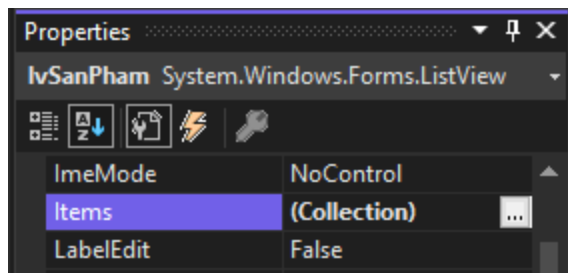 Properties
lvSanPham System.Windows.Forms.ListView
ImeMode NoControl
Items (Collection) ...
LabelEdit False